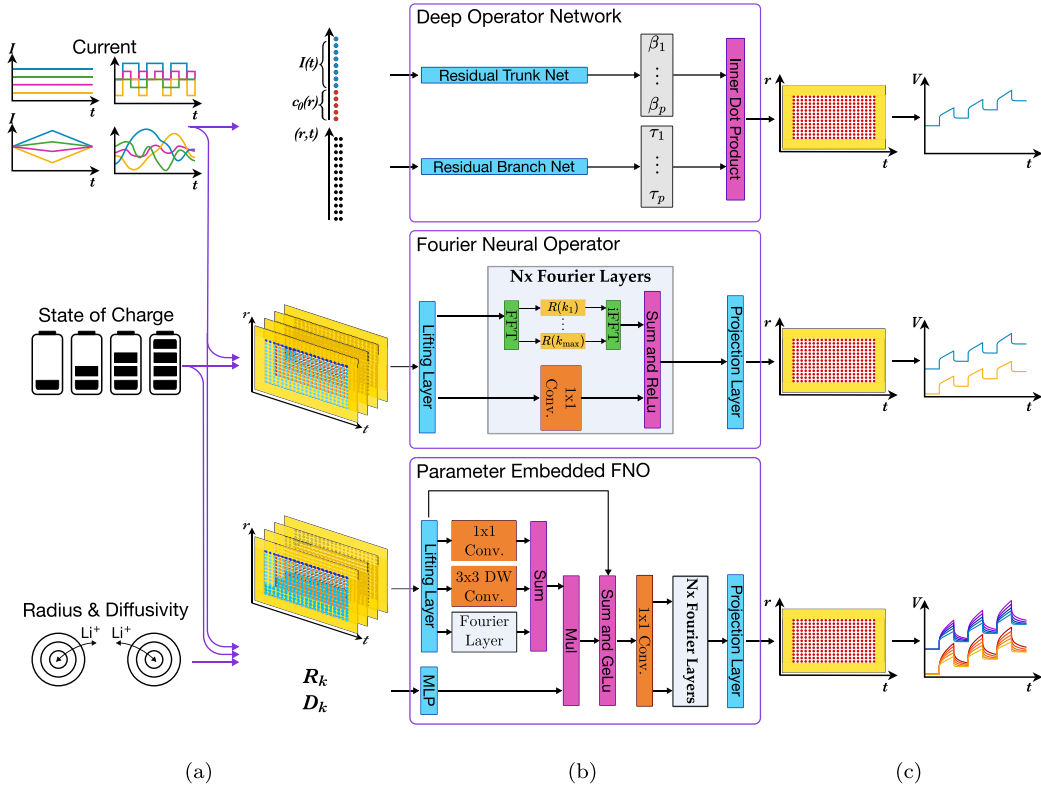 Current
I
t
t
I
t
t
State of Charge
Radius & Diffusivity
Li⁺
Li⁺
I(t)
c₀(r)
(r,t)
r
t
r
t
Rₖ
Dₖ
Deep Operator Network
Residual Trunk Net
β₁
⋮
βₚ
Residual Branch Net
τ₁
⋮
τₚ
Inner Dot Product
Fourier Neural Operator
Nx Fourier Layers
Lifting Layer
FFT
R(k₁)
⋮
R(kₘₐₓ)
iFFT
1x1
Conv.
Sum and ReLu
Projection Layer
Parameter Embedded FNO
Lifting Layer
1x1
Conv.
3x3 DW
Conv.
Fourier
Layer
Sum
MLP
Mul
Sum and GeLu
1x1 Conv.
Nx Fourier Layers
Projection Layer
r
t
V
t
r
t
V
t
r
t
V
t
(a)
(b)
(c)